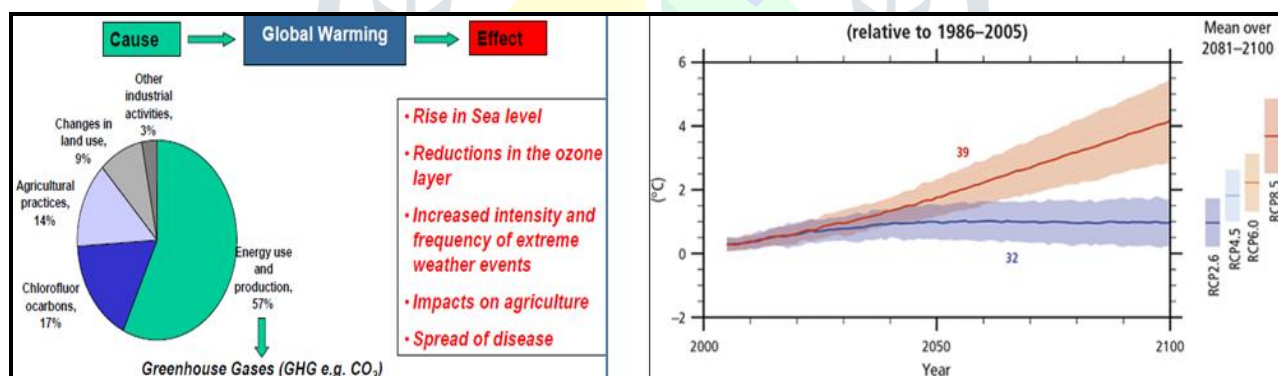 Cause
Global Warming
Effect
Other
industrial
activities,
3%
Changes in
land use,
9%
Agricultural
practices,
14%
Chlorofluor
ocarbons,
17%
Energy use
and
production,
57%
Greenhouse Gases (GHG e.g. CO2)
• Rise in Sea level
• Reductions in the ozone
layer
• Increased intensity and
frequency of extreme
weather events
• Impacts on agriculture
• Spread of disease
(relative to 1986–2005)
Mean over
2081–2100
6
4
2
0
−2
(°C)
39
32
2000
2050
2100
Year
RCP2.6
RCP4.5
RCP6.0
RCP8.5